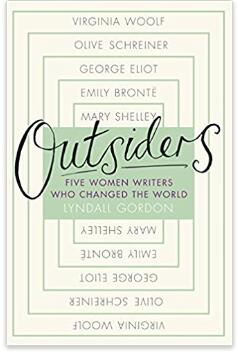 VIRGINIA WOOLF
OLIVE SCHREINER
GEORGE ELIOT
EMILY BRONTË
MARY SHELLEY
Outsiders
FIVE WOMEN WRITERS
WHO CHANGED THE WORLD
LYNDALL GORDON
MARY SHELLEY
EMILY BRONTË
GEORGE ELIOT
OLIVE SCHREINER
VIRGINIA WOOLF